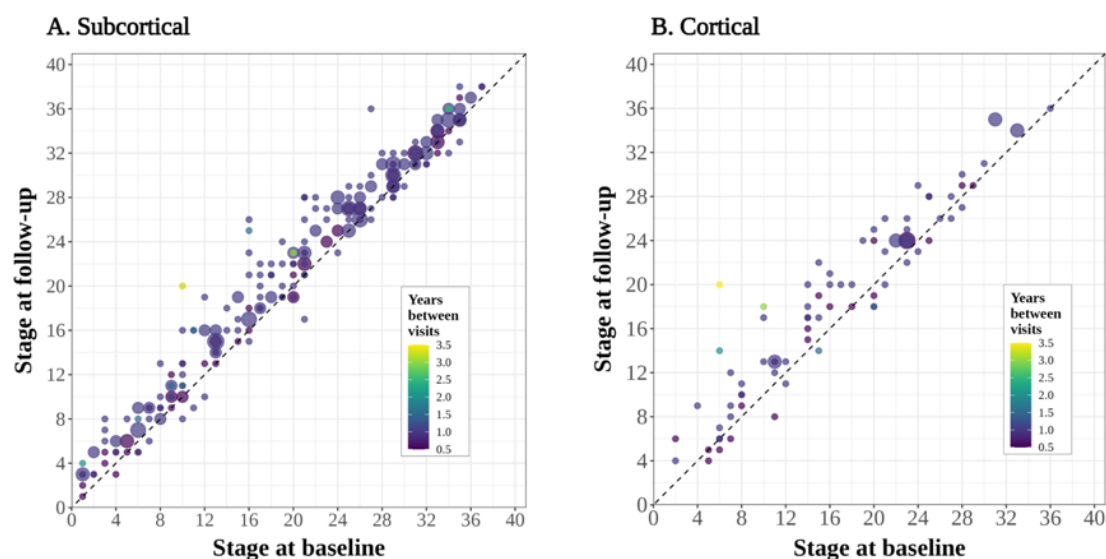 A. Subcortical
40
36
32
28
24
20
16
12
8
4
0
Stage at follow-up
Years
between
visits
3.5
3.0
2.5
2.0
1.5
1.0
0.5
0 4 8 12 16 20 24 28 32 36 40
Stage at baseline
B. Cortical
40
36
32
28
24
20
16
12
8
4
0
Stage at follow-up
Years
between
visits
3.5
3.0
2.5
2.0
1.5
1.0
0.5
0 4 8 12 16 20 24 28 32 36 40
Stage at baseline